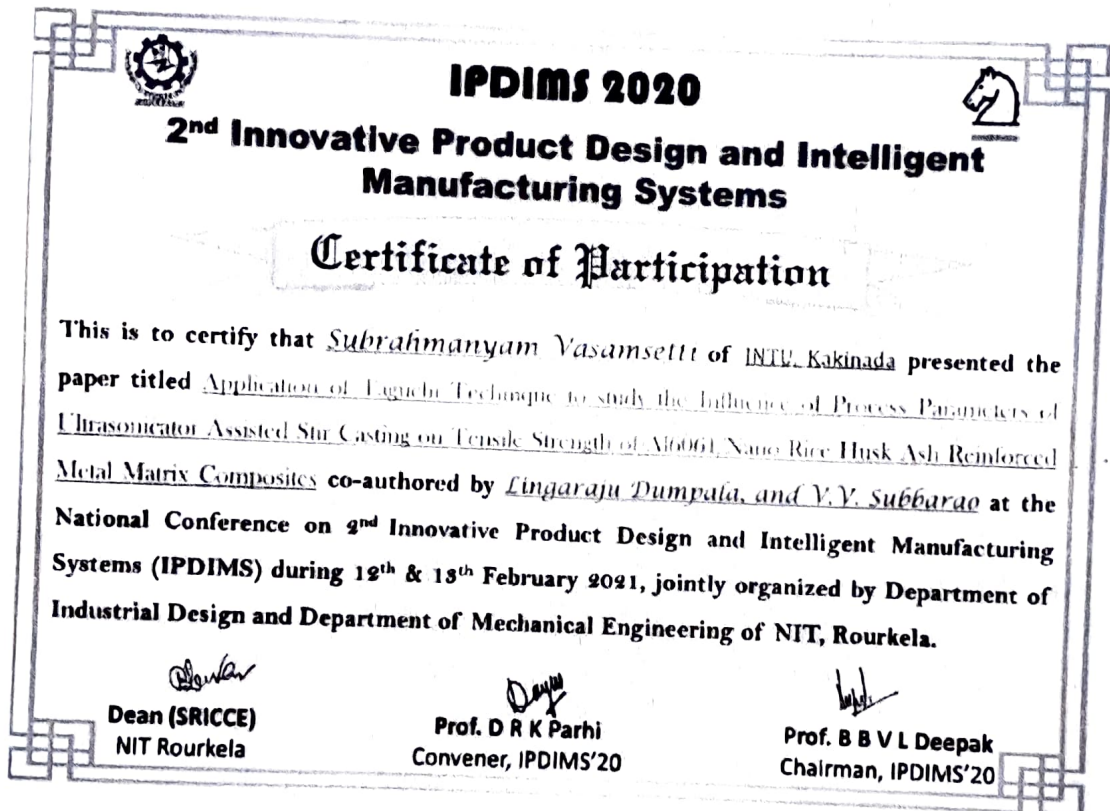 IPDIMS 2020
2nd Innovative Product Design and Intelligent
Manufacturing Systems
Certificate of Participation
This is to certify that Subrahmanyam Vasamsetti of JNTU, Kakinada presented the
paper titled Application of Taguchi Technique to study the Influence of Process Parameters of
Ultrasonicator Assisted Stir Casting on Tensile Strength of Al6061/Nano Rice Husk Ash Reinforced
Metal Matrix Composites co-authored by Lingaraju Dumpala, and V.V. Subbarao at the
National Conference on 2nd Innovative Product Design and Intelligent Manufacturing
Systems (IPDIMS) during 12th & 13th February 2021, jointly organized by Department of
Industrial Design and Department of Mechanical Engineering of NIT, Rourkela.
Dean (SRICCE)
NIT Rourkela
Prof. D R K Parhi
Convener, IPDIMS'20
Prof. B B V L Deepak
Chairman, IPDIMS'20